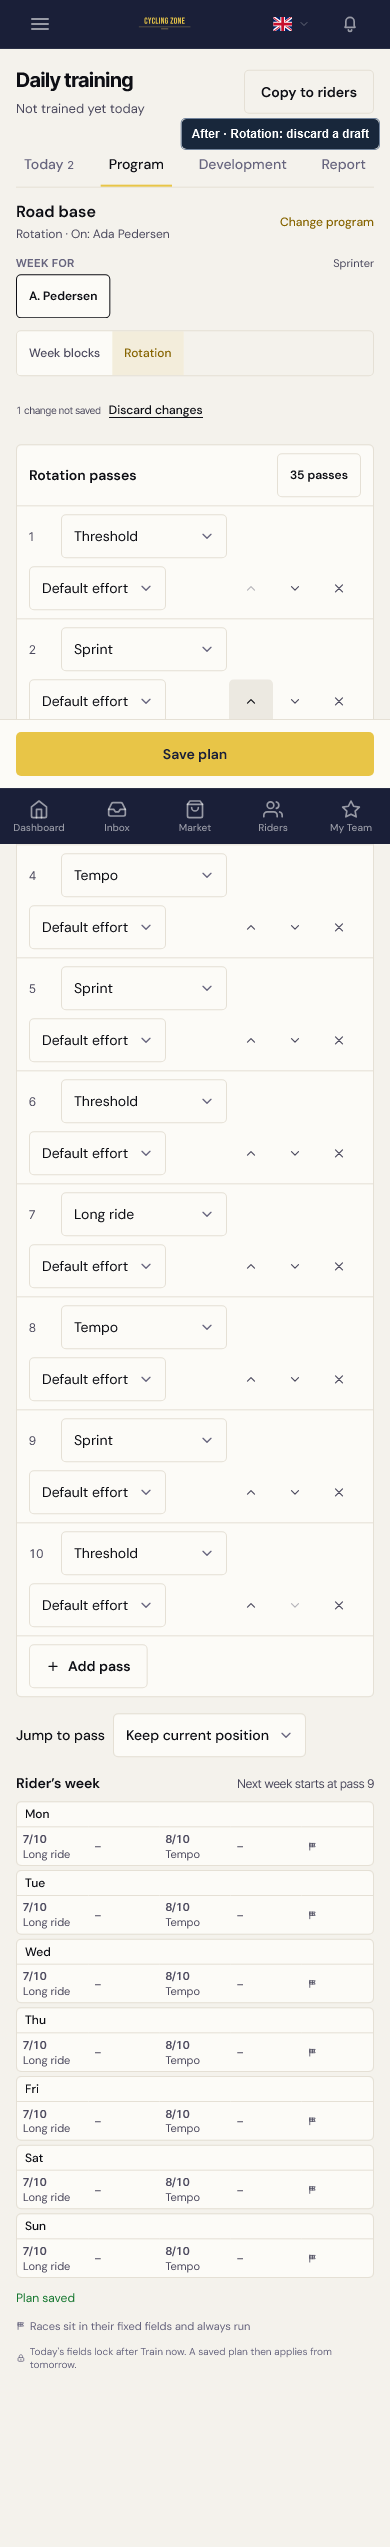 CYCLING ZONE
Daily training
Not trained yet today
Copy to riders
After · Rotation: discard a draft
Today 2
Program
Development
Report
Road base
Rotation · On: Ada Pedersen
Change program
WEEK FOR
Sprinter
A. Pedersen
Week blocks
Rotation
1 change not saved
Discard changes
Rotation passes
35 passes
1
Threshold
Default effort
2
Sprint
Default effort
Save plan
Dashboard
Inbox
Market
Riders
My Team
4
Tempo
Default effort
5
Sprint
Default effort
6
Threshold
Default effort
7
Long ride
Default effort
8
Tempo
Default effort
9
Sprint
Default effort
10
Threshold
Default effort
+ Add pass
Jump to pass
Keep current position
Rider's week
Next week starts at pass 9
Mon
7/10 – 8/10 –
Long ride Tempo
Tue
7/10 – 8/10 –
Long ride Tempo
Wed
7/10 – 8/10 –
Long ride Tempo
Thu
7/10 – 8/10 –
Long ride Tempo
Fri
7/10 – 8/10 –
Long ride Tempo
Sat
7/10 – 8/10 –
Long ride Tempo
Sun
7/10 – 8/10 –
Long ride Tempo
Plan saved
Races sit in their fixed fields and always run
Today's fields lock after Train now. A saved plan then applies from
tomorrow.